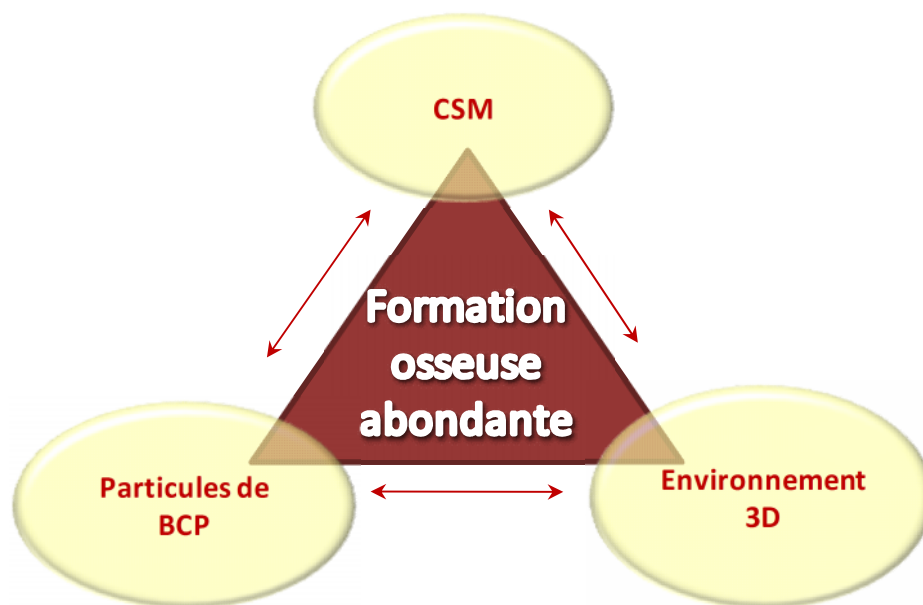 CSM
Formation
osseuse
abondante
Particules de
BCP
Environnement
3D